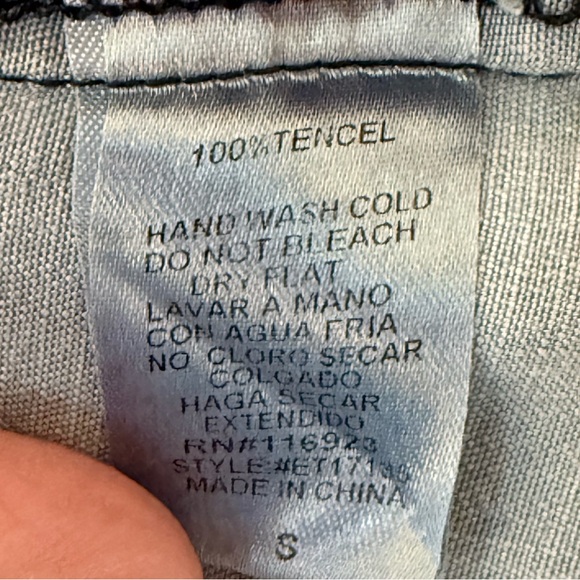 100% TENCEL
HAND WASH COLD
DO NOT BLEACH
DRY FLAT
LAVAR A MANO
CON AGUA FRIA
NO CLORO SECAR
COLGADO
HAGA SECAR
EXTENDIDO
RN#116923
STYLE:#
MADE IN CHINA
S